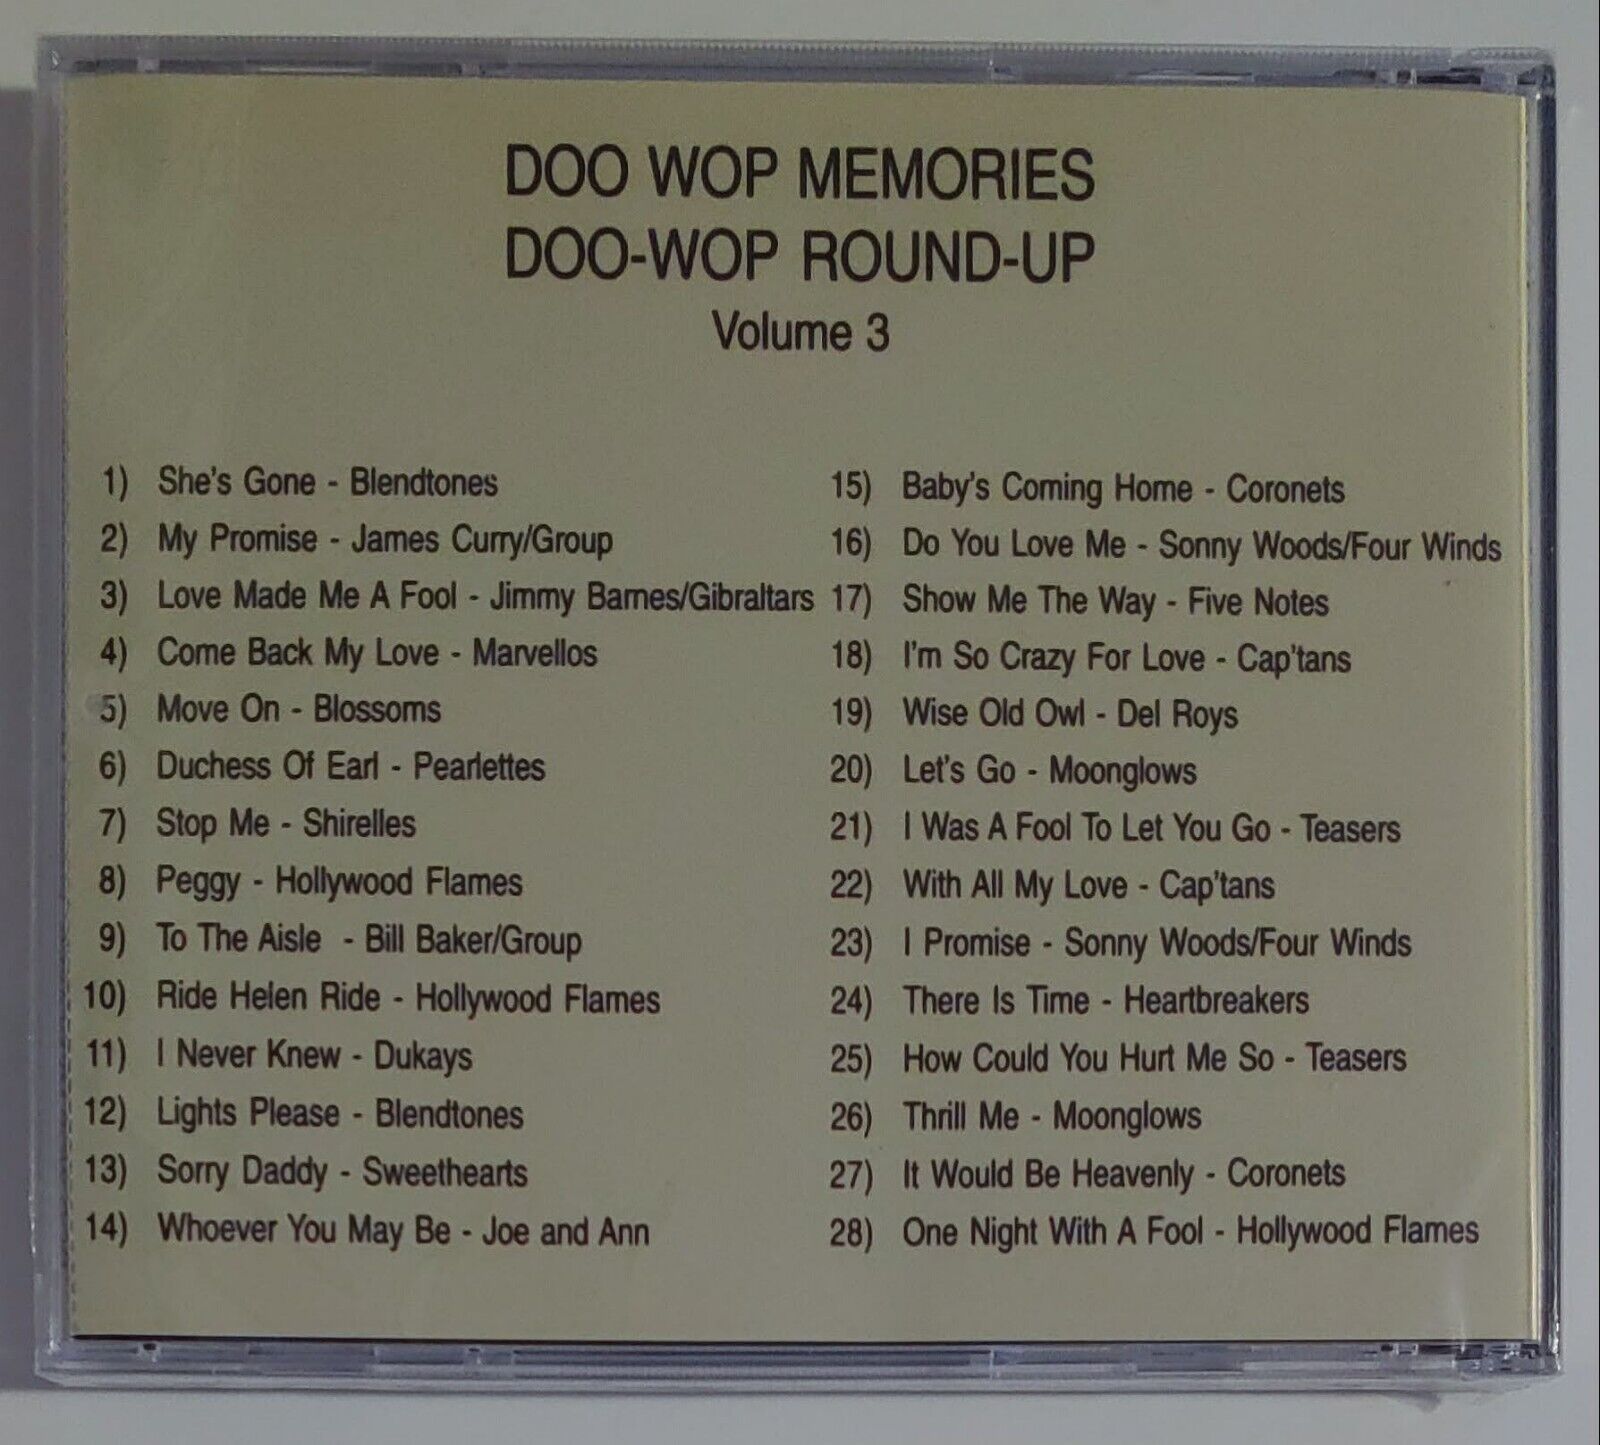 DOO WOP MEMORIES
DOO-WOP ROUND-UP
Volume 3
1) She's Gone - Blendtones
2) My Promise - James Curry/Group
3) Love Made Me A Fool - Jimmy Barnes/Gibraltars
4) Come Back My Love - Marvellos
5) Move On - Blossoms
6) Duchess Of Earl - Pearlettes
7) Stop Me - Shirelles
8) Peggy - Hollywood Flames
9) To The Aisle - Bill Baker/Group
10) Ride Helen Ride - Hollywood Flames
11) I Never Knew - Dukays
12) Lights Please - Blendtones
13) Sorry Daddy - Sweethearts
14) Whoever You May Be - Joe and Ann
15) Baby's Coming Home - Coronets
16) Do You Love Me - Sonny Woods/Four Winds
17) Show Me The Way - Five Notes
18) I'm So Crazy For Love - Cap'tans
19) Wise Old Owl - Del Roys
20) Let's Go - Moonglows
21) I Was A Fool To Let You Go - Teasers
22) With All My Love - Cap'tans
23) I Promise - Sonny Woods/Four Winds
24) There Is Time - Heartbreakers
25) How Could You Hurt Me So - Teasers
26) Thrill Me - Moonglows
27) It Would Be Heavenly - Coronets
28) One Night With A Fool - Hollywood Flames